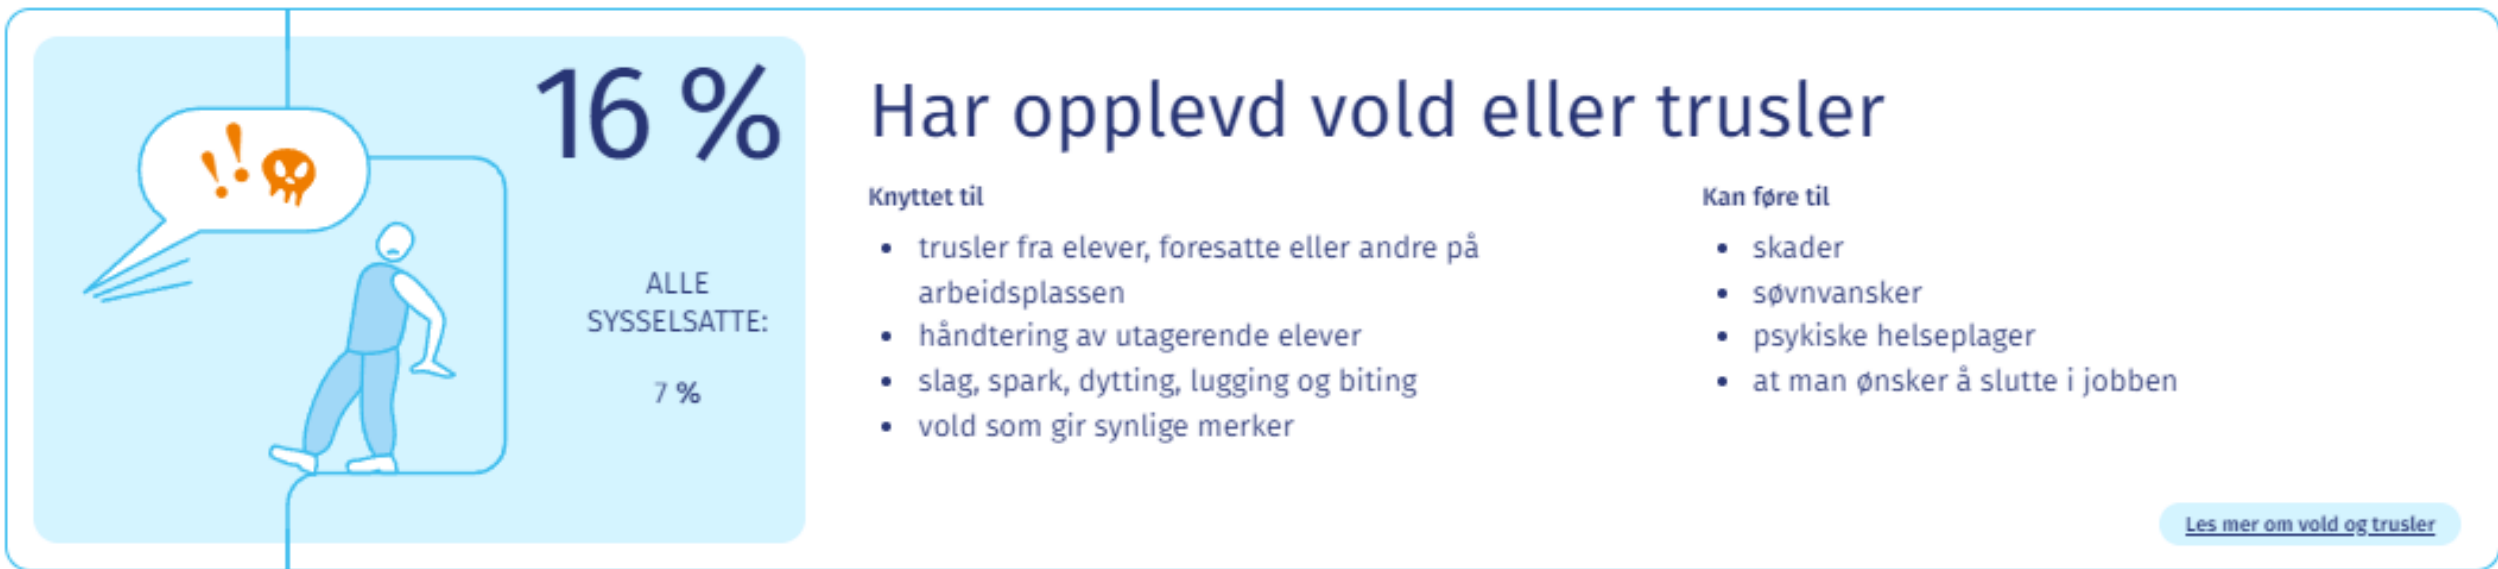 16 %
ALLE
SYSSELSATTE:
7 %
Har opplevd vold eller trusler
Knyttet til
• trusler fra elever, foresatte eller andre på
arbeidsplassen
• håndtering av utagerende elever
• slag, spark, dytting, lugging og biting
• vold som gir synlige merker
Kan føre til
• skader
• søvnvansker
• psykiske helseplager
• at man ønsker å slutte i jobben
Les mer om vold og trusler